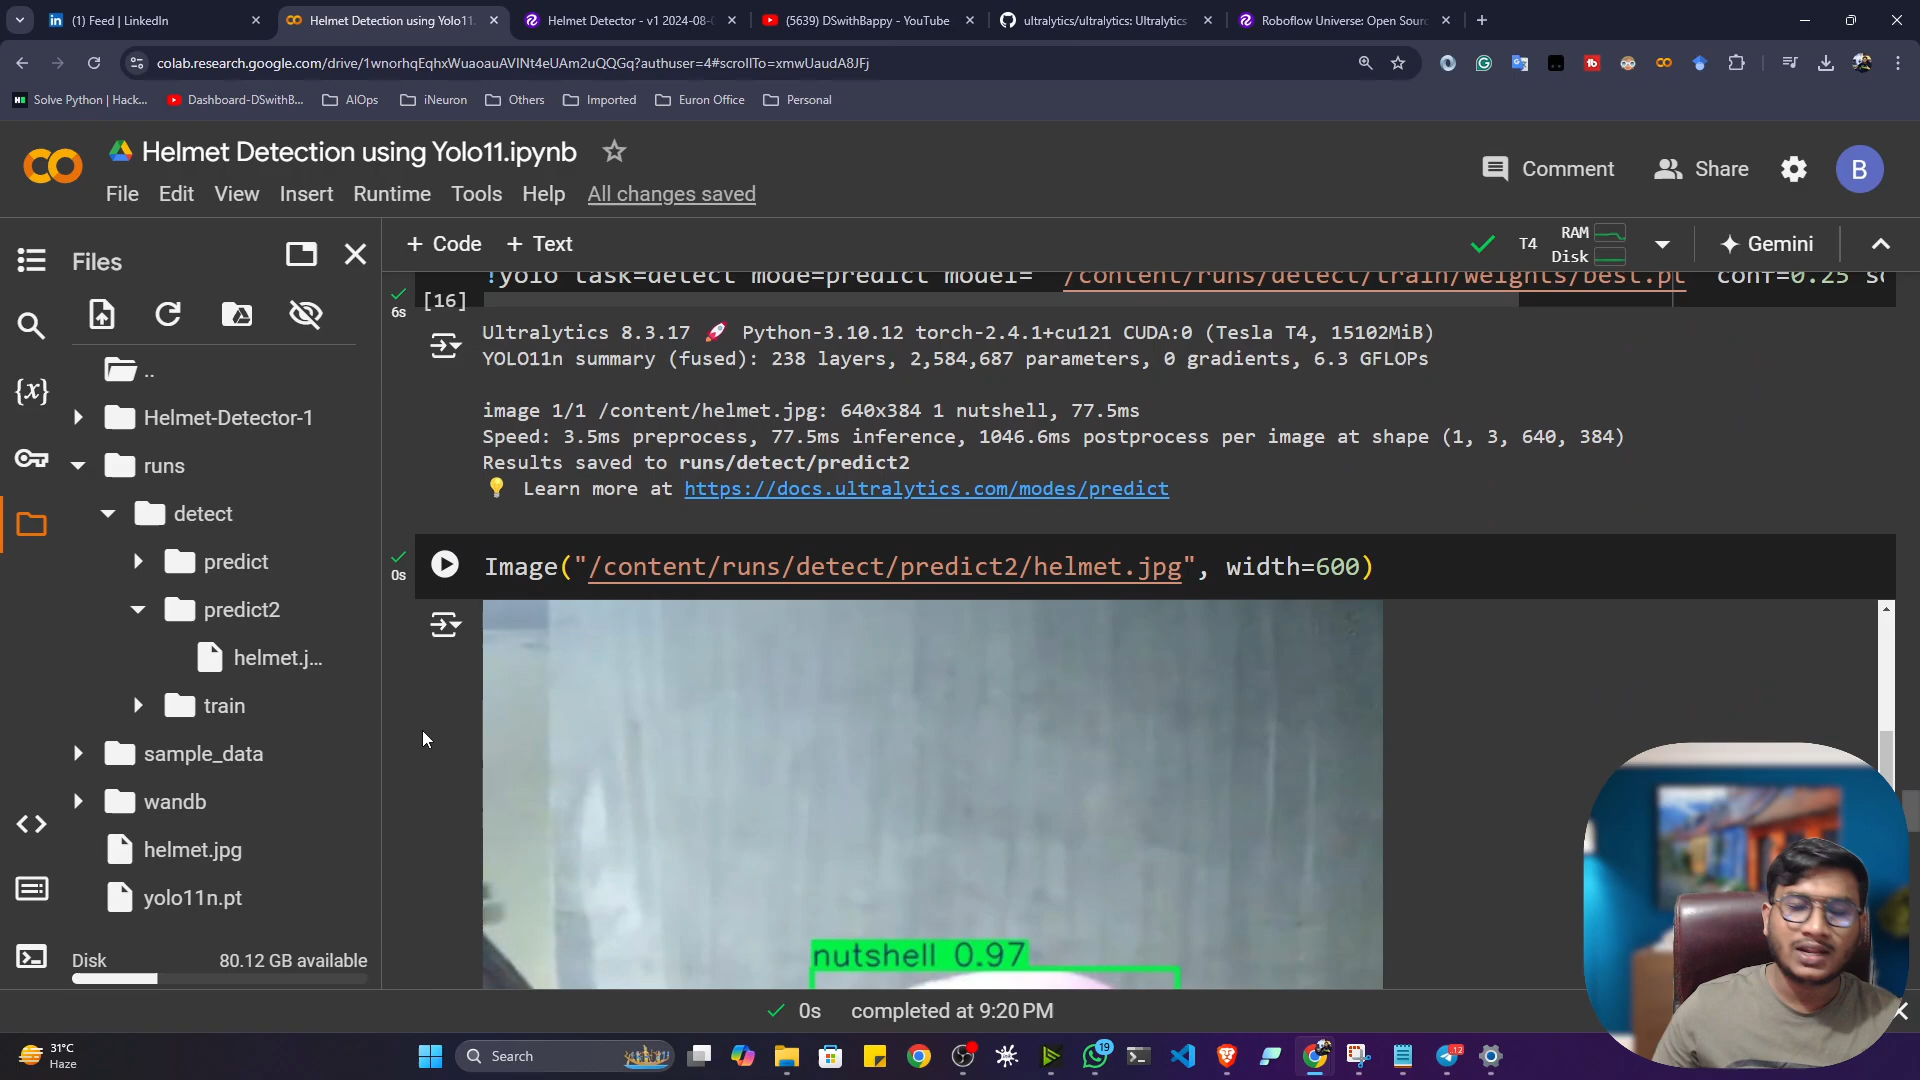 (1) Feed | LinkedIn
Helmet Detection using Yolo11.
Helmet Detector - v1 2024-08-
(5639) DSwithBappy - YouTube
ultralytics/ultralytics: Ultralytics
Roboflow Universe: Open Sour
colab.research.google.com/drive/1wnorhqEqhxWuaoauAVINt4eUAm2uQQGq?authuser=4#scrollTo=xmwUaudA8JFj
Solve Python | Hack...
Dashboard-DSwithB...
AIOps
iNeuron
Others
Imported
Euron Office
Personal
Helmet Detection using Yolo11.ipynb
Comment
Share
B
File Edit View Insert Runtime Tools Help All changes saved
Files
+ Code + Text
T4
RAM
Disk
Gemini
..
Helmet-Detector-1
runs
detect
predict
predict2
helmet.j...
train
sample_data
wandb
helmet.jpg
yolo11n.pt
Disk 80.12 GB available
!yolo task=detect mode=predict model= /content/runs/detect/train/weights/best.pt conf=0.25 so
[16]
6s
Ultralytics 8.3.17 🚀 Python-3.10.12 torch-2.4.1+cu121 CUDA:0 (Tesla T4, 15102MiB)
YOLO11n summary (fused): 238 layers, 2,584,687 parameters, 0 gradients, 6.3 GFLOPs
image 1/1 /content/helmet.jpg: 640x384 1 nutshell, 77.5ms
Speed: 3.5ms preprocess, 77.5ms inference, 1046.6ms postprocess per image at shape (1, 3, 640, 384)
Results saved to runs/detect/predict2
💡 Learn more at https://docs.ultralytics.com/modes/predict
0s
Image("/content/runs/detect/predict2/helmet.jpg", width=600)
nutshell 0.97
0s completed at 9:20 PM
31°C
Haze
Search
19
12